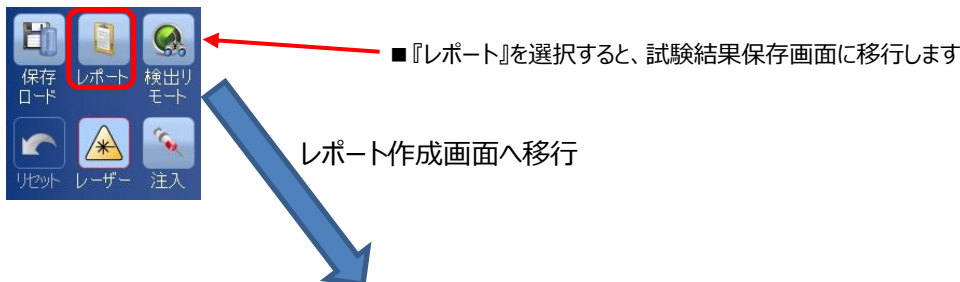 ■『レポート』を選択すると、試験結果保存画面に移行します
保存
ロード
レポート
検出リ
モート
レポート作成画面へ移行
リセット
レーザー
注入